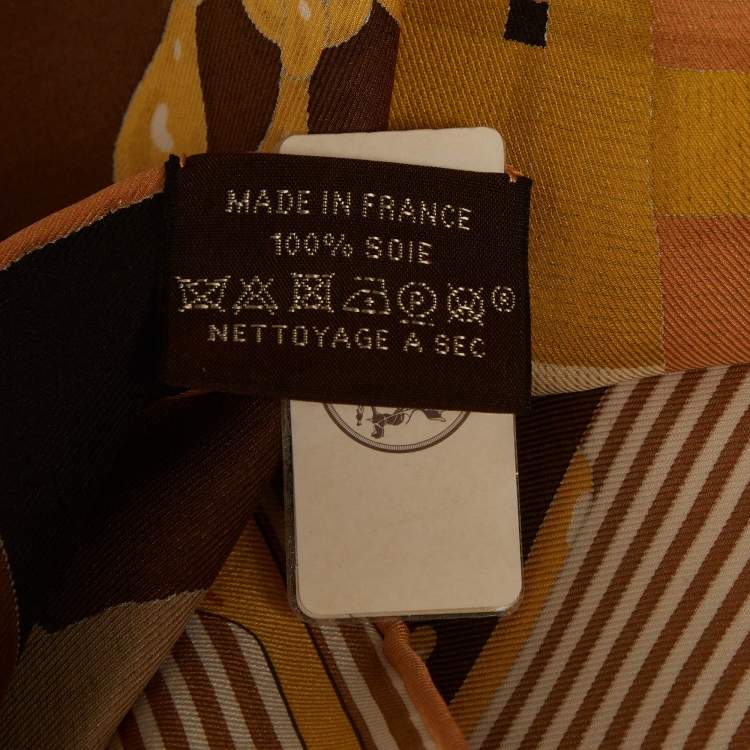 MADE IN FRANCE
100% SOIE
®
NETTOYAGE A SEC